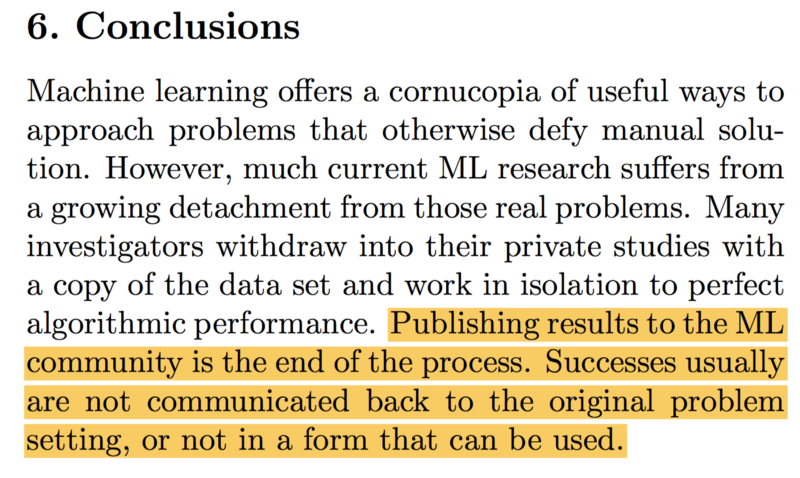 6. Conclusions
Machine learning offers a cornucopia of useful ways to
approach problems that otherwise defy manual solu-
tion. However, much current ML research suffers from
a growing detachment from those real problems. Many
investigators withdraw into their private studies with
a copy of the data set and work in isolation to perfect
algorithmic performance. Publishing results to the ML
community is the end of the process. Successes usually
are not communicated back to the original problem
setting, or not in a form that can be used.